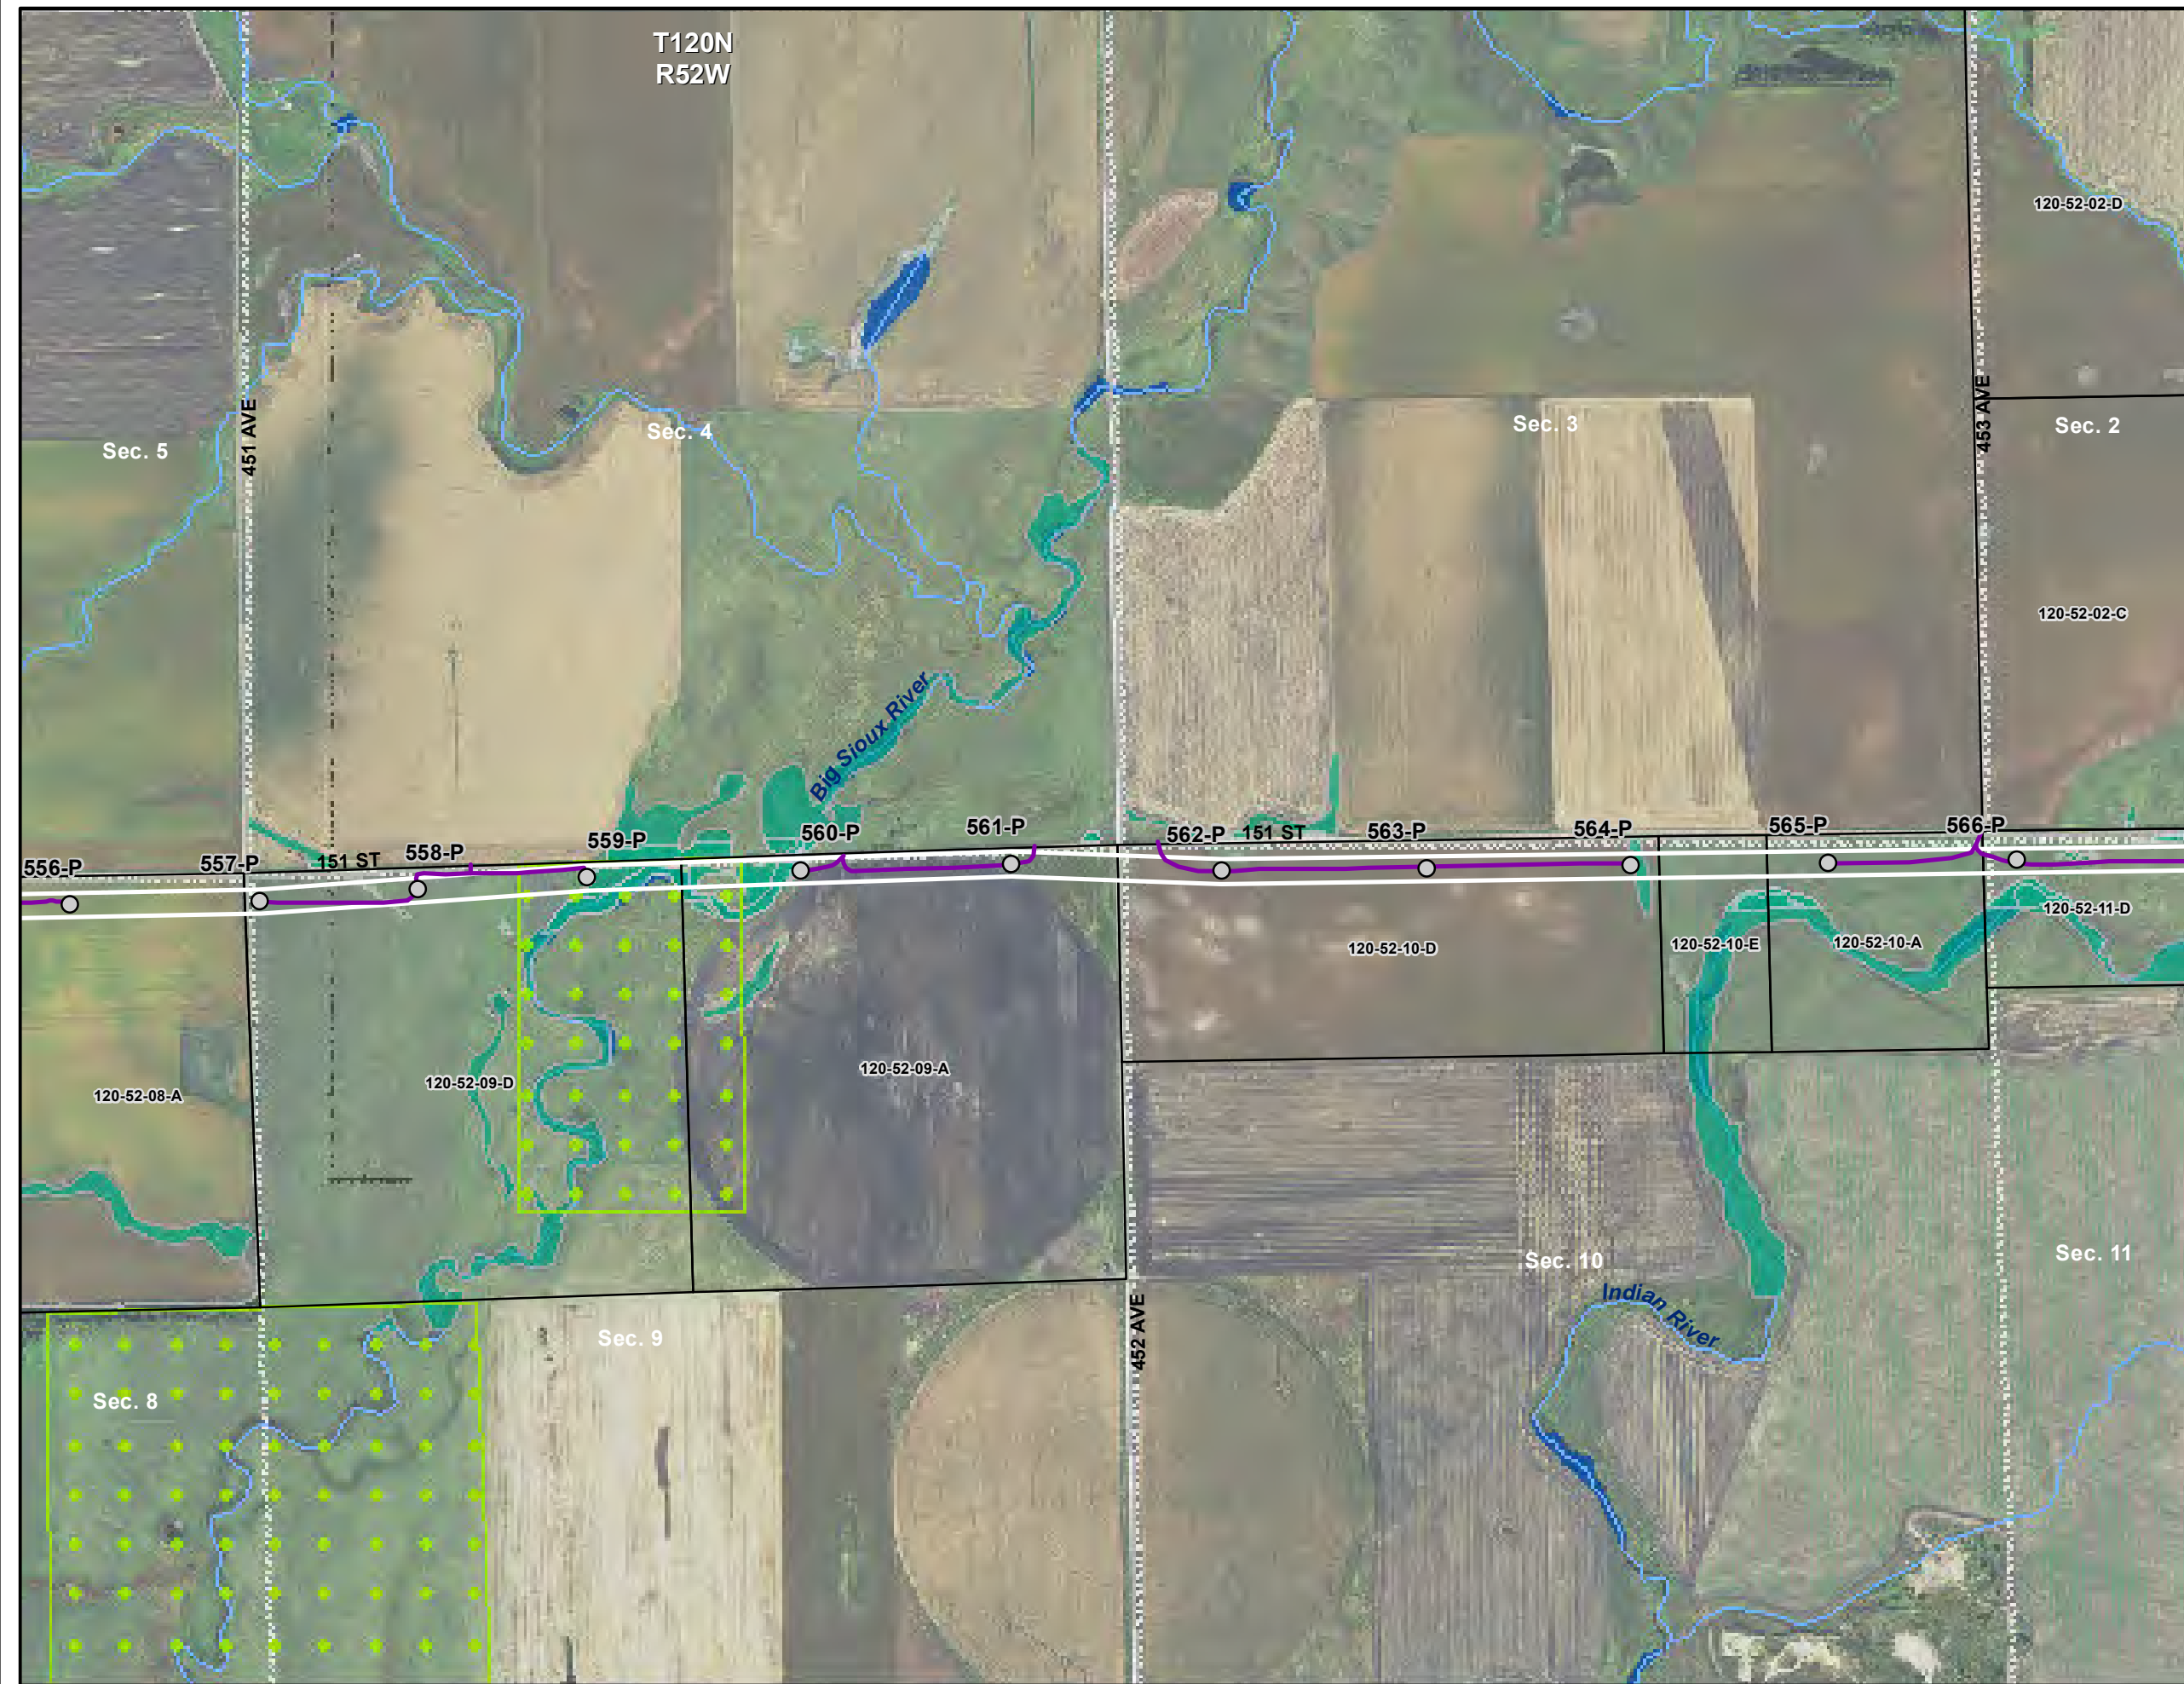 T120N
R52W
120-52-02-D
451 AVE
Sec. 5
Sec. 4
Sec. 3
453 AVE
Sec. 2
120-52-02-C
Big Sioux River
556-P
557-P
151 ST
558-P
559-P
560-P
561-P
562-P
151 ST
563-P
564-P
565-P
566-P
120-52-11-D
120-52-10-D
120-52-10-E
120-52-10-A
120-52-08-A
120-52-09-D
120-52-09-A
Sec. 10
Sec. 11
Indian River
452 AVE
Sec. 9
Sec. 8